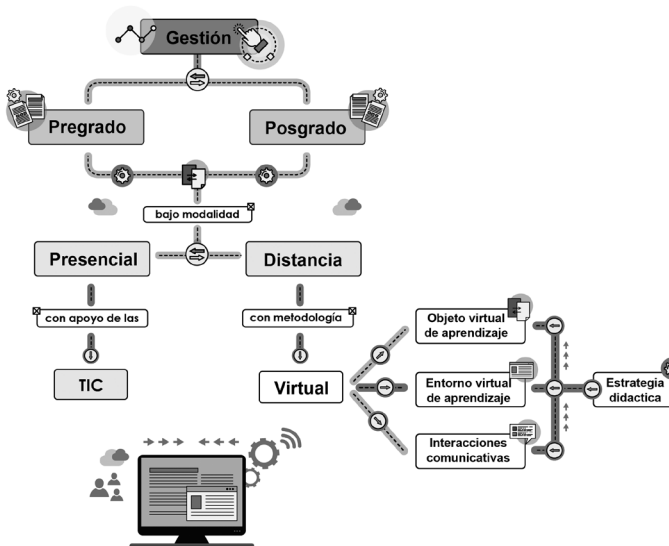 Gestión
Pregrado
Posgrado
bajo modalidad
Presencial
Distancia
con apoyo de las
con metodología
TIC
Virtual
Objeto virtual
de aprendizaje
Entorno virtual
de aprendizaje
Interacciones
comunicativas
Estrategia
didactica